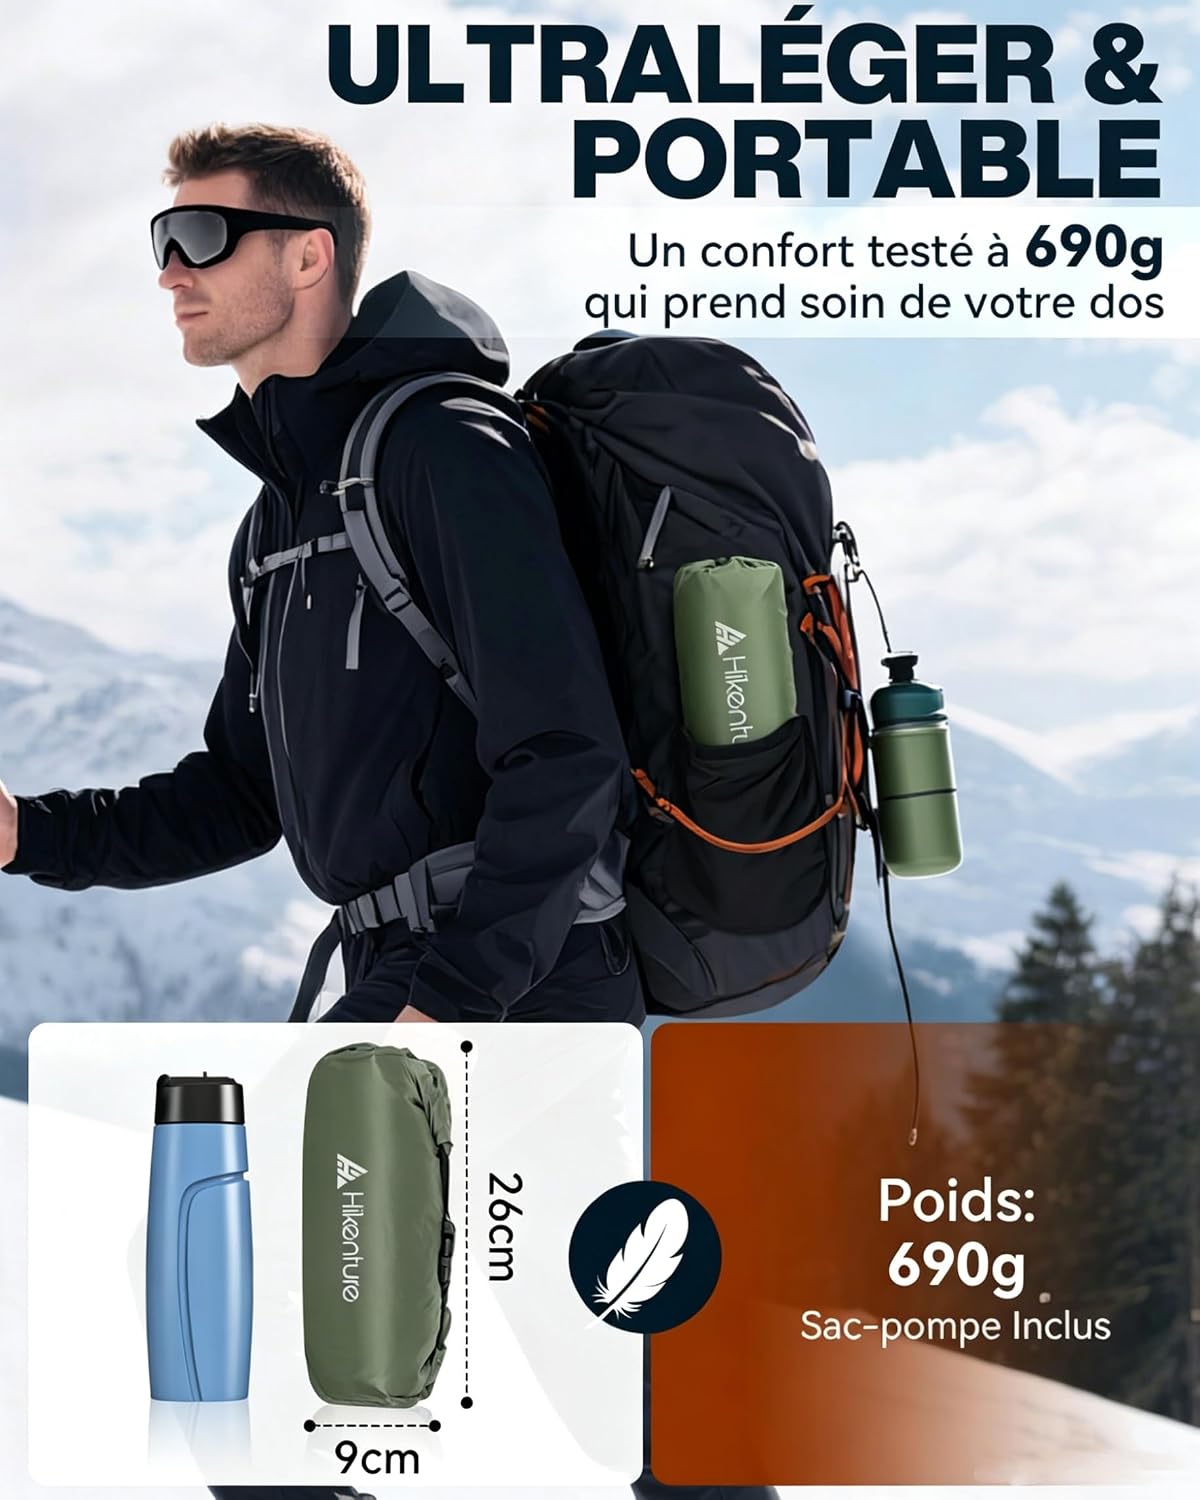 ULTRALÉGER &
PORTABLE
Un confort testé à 690g
qui prend soin de votre dos
Hikentu
Hikenture
26cm
9cm
Poids:
690g
Sac-pompe Inclus